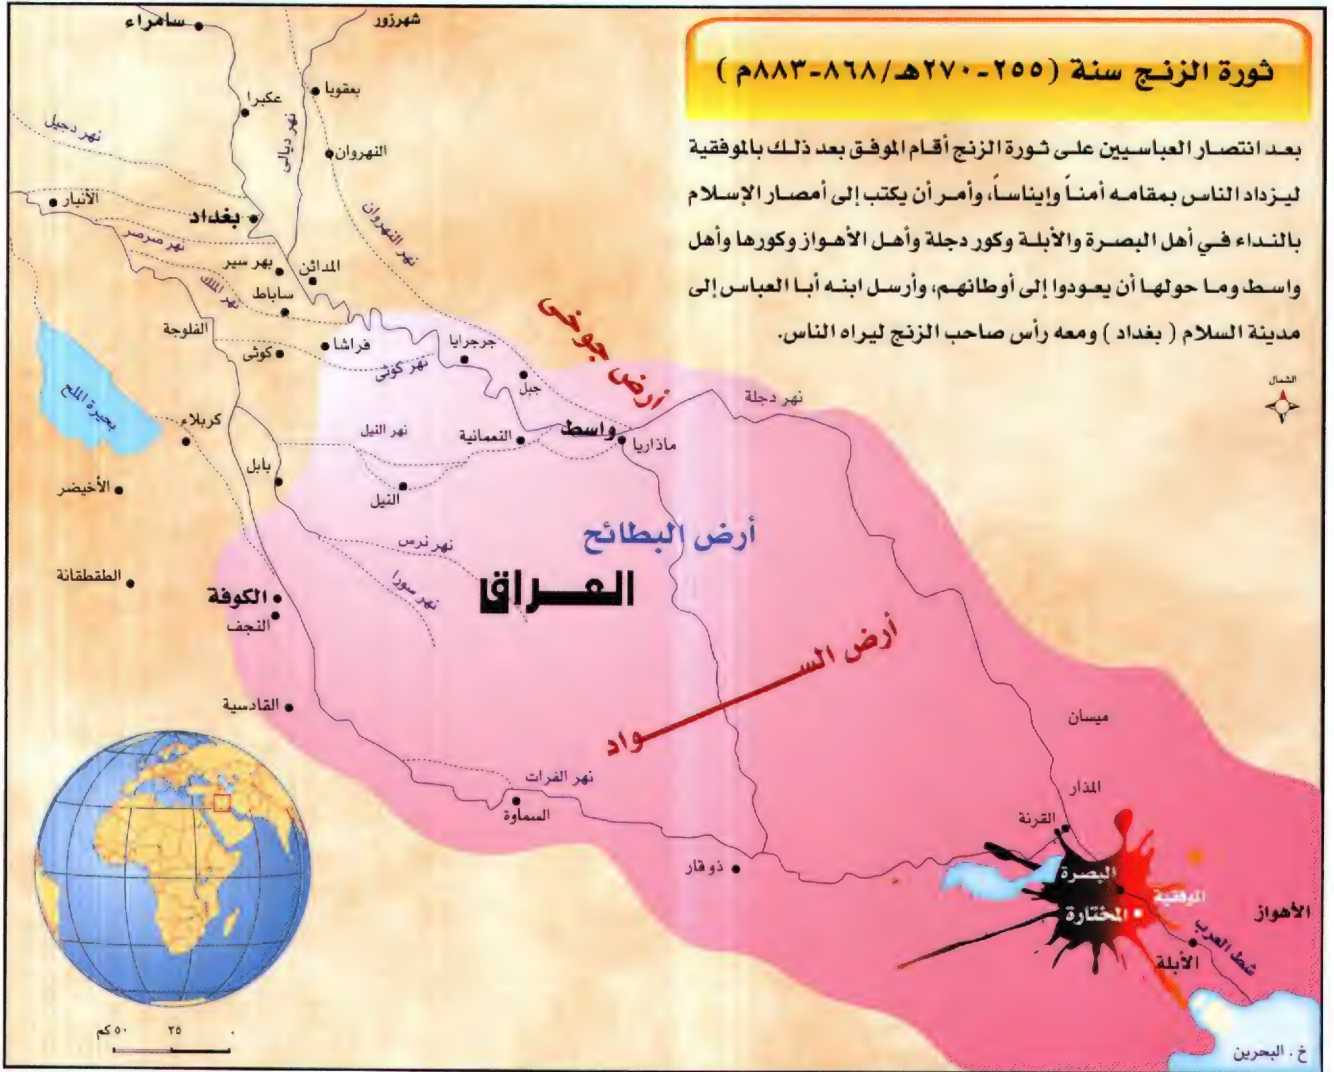 ثورة الزنج سنة (٢٥٥-٢٧٠هـ/٨٦٨-٨٨٣م)
بعد انتصار العباسيين على ثورة الزنج أقام الموفق بعد ذلك بالموفقية
ليزداد الناس بمقامه أمناً وإيناساً، وأمر أن يكتب إلى أمصار الإسلام
بالنداء في أهل البصرة والأبلة وكور دجلة وأهل الأهواز وكورها وأهل
واسط وما حولها أن يعودوا إلى أوطانهم، وأرسل ابنه أبا العباس إلى
مدينة السلام (بغداد) ومعه رأس صاحب الزنج ليراه الناس.
الشمال
شهرزور
سامراء
بعقوبا
عكبرا
نهر ديالى
نهر دجيل
النهروان
الأنبار
بغداد
نهر النهروان
نهر صرصر
بهر سير
المدائن
نهر الملك
ساباط
الفلوجة
كوثى
فراشا
جرجرايا
نهر كوثى
جبل
أرض جوخى
نهر دجلة
بحيرة الملح
كربلاء
نهر النيل
النعمانية
واسط
ماذاريا
بابل
النيل
الأخيضر
أرض البطائح
العراق
نهر نرس
نهر سورا
الطقطقانة
الكوفة
النجف
أرض الســواد
القادسية
ميسان
نهر الفرات
المذار
السماوة
القرنة
ذو قار
البصرة
الموفقية
المختارة
الأهواز
شط العرب
الأبلة
خ. البحرين
٠ ٢٥ ٥٠ كم